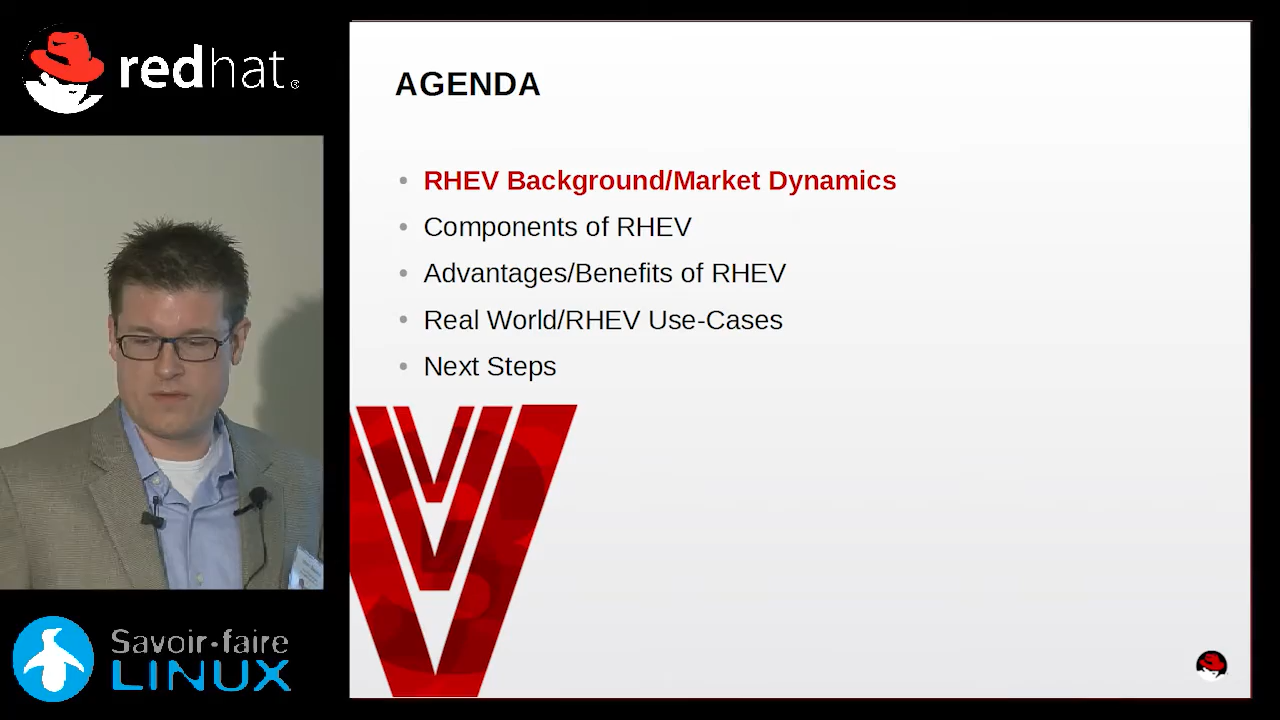 redhat®
AGENDA
RHEV Background/Market Dynamics
Components of RHEV
Advantages/Benefits of RHEV
Real World/RHEV Use-Cases
Next Steps
Savoir-faire
LINUX